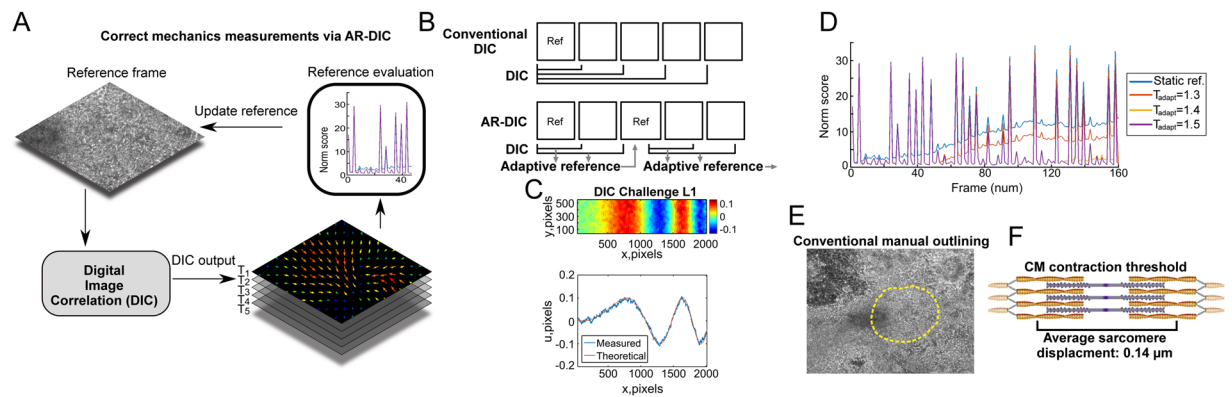 A
Correct mechanics measurements via AR-DIC
Reference frame
Reference evaluation
Update reference
Norm score
30
20
10
0
0
40
Digital
Image
Correlation (DIC)
DIC output
T1
T2
T3
T4
T5
B
Conventional
DIC
Ref
DIC
AR-DIC
Ref
Ref
DIC
Adaptive reference
Adaptive reference
C
DIC Challenge L1
y,pixels
500
300
100
0.1
0
-0.1
500 1000 1500 2000
x,pixels
u,pixels
0.2
0.1
0
-0.1
-0.2
Measured
Theoretical
500 1000 1500 2000
x,pixels
D
Norm score
30
20
10
0
0 40 80 120 160
Frame (num)
Static ref.
Tadapt=1.3
Tadapt=1.4
Tadapt=1.5
E
Conventional manual outlining
F
CM contraction threshold
Average sarcomere
displacment: 0.14 µm